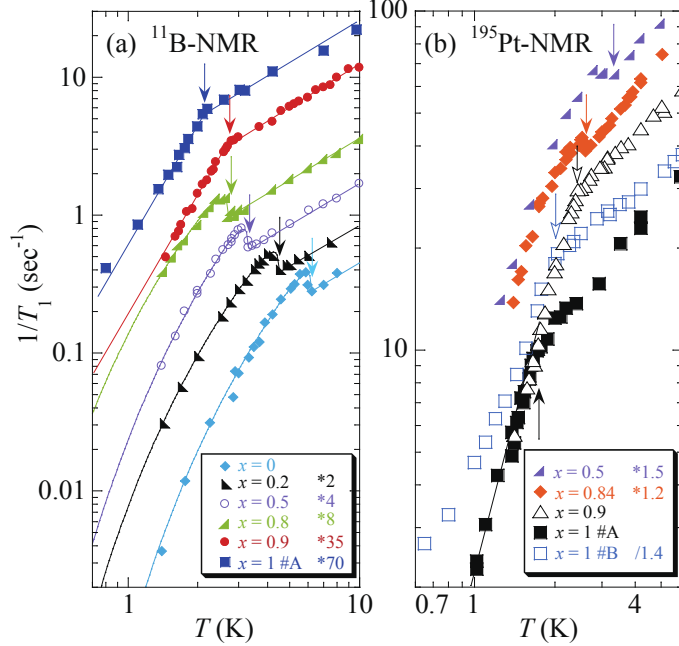 (a) ¹¹B-NMR
10
1
0.1
0.01
1/T₁ (sec⁻¹)
x = 0
x = 0.2 *2
x = 0.5 *4
x = 0.8 *8
x = 0.9 *35
x = 1 #A *70
1
10
T (K)
100
(b) ¹⁹⁵Pt-NMR
10
x = 0.5 *1.5
x = 0.84 *1.2
x = 0.9
x = 1 #A
x = 1 #B /1.4
0.7
1
4
T (K)